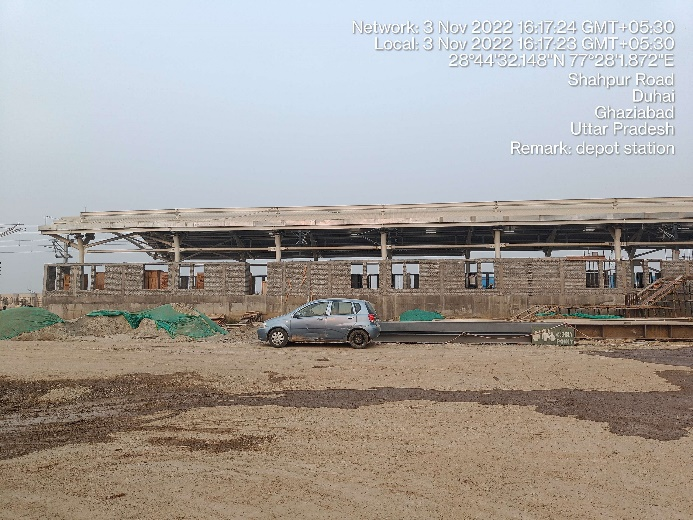 Network: 3 Nov 2022 16:17:24 GMT+05:30
Local: 3 Nov 2022 16:17:23 GMT+05:30
28°44'32.148"N 77°28'1.872"E
Shahpur Road
Duhai
Ghaziabad
Uttar Pradesh
Remark: depot station